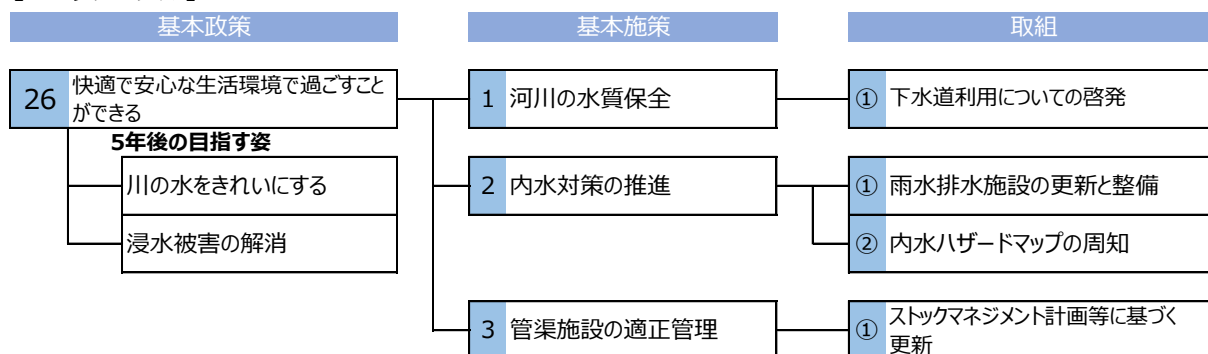 基本政策
基本施策
取組
26
快適で安心な生活環境で過ごすこと
ができる
1 河川の水質保全
① 下水道利用についての啓発
5年後の目指す姿
川の水をきれいにする
2 内水対策の推進
① 雨水排水施設の更新と整備
浸水被害の解消
② 内水ハザードマップの周知
3 管渠施設の適正管理
① ストックマネジメント計画等に基づく
更新